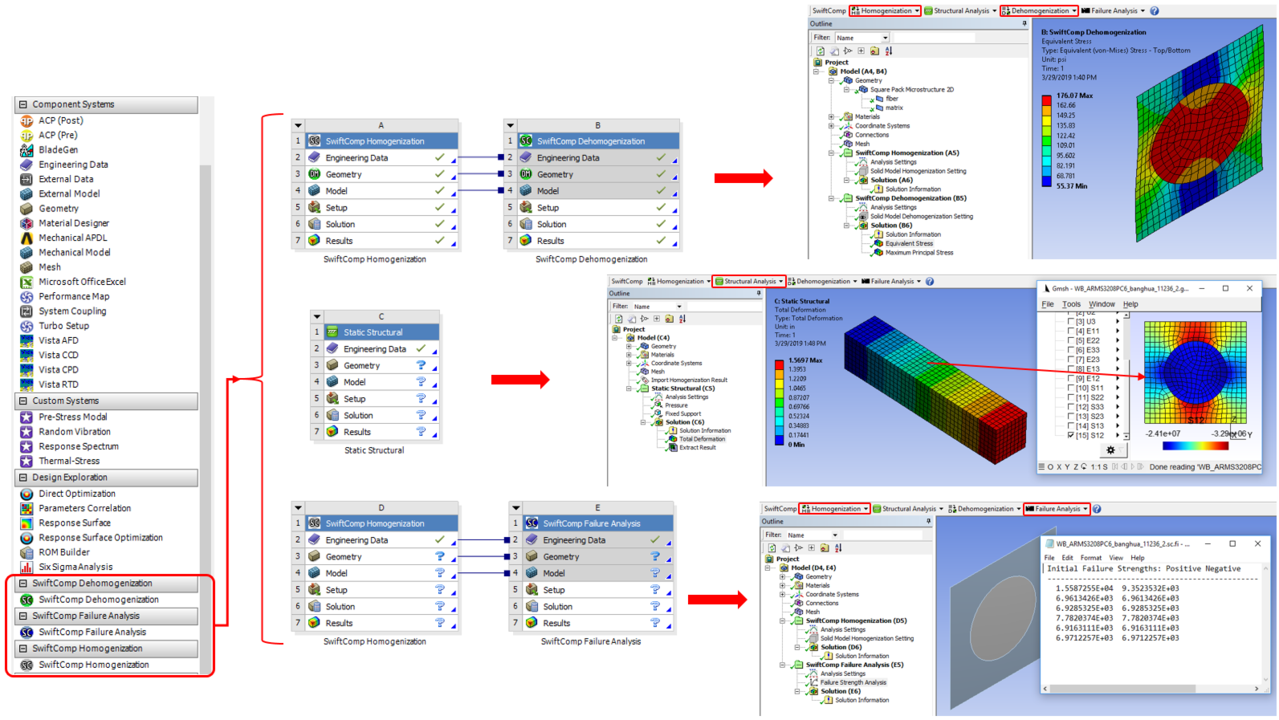 Component Systems
ACP (Post)
ACP (Pre)
BladeGen
Engineering Data
External Data
External Model
Geometry
Material Designer
Mechanical APDL
Mechanical Model
Mesh
Microsoft Office Excel
Performance Map
System Coupling
Turbo Setup
Vista AFD
Vista CCD
Vista CPD
Vista RTD
Custom Systems
Pre-Stress Modal
Random Vibration
Response Spectrum
Thermal-Stress
Design Exploration
Direct Optimization
Parameters Correlation
Response Surface
Response Surface Optimization
ROM Builder
Six Sigma Analysis
SwiftComp Dehomogenization
SwiftComp Dehomogenization
SwiftComp Failure Analysis
SwiftComp Failure Analysis
SwiftComp Homogenization
SwiftComp Homogenization
A
1 SwiftComp Homogenization
2 Engineering Data
3 Geometry
4 Model
5 Setup
6 Solution
7 Results
SwiftComp Homogenization
B
1 SwiftComp Dehomogenization
2 Engineering Data
3 Geometry
4 Model
5 Setup
6 Solution
7 Results
SwiftComp Dehomogenization
C
1 Static Structural
2 Engineering Data
3 Geometry ?
4 Model ?
5 Setup ?
6 Solution ?
7 Results ?
Static Structural
D
1 SwiftComp Homogenization
2 Engineering Data
3 Geometry ?
4 Model ?
5 Setup ?
6 Solution ?
7 Results ?
SwiftComp Homogenization
E
1 SwiftComp Failure Analysis
2 Engineering Data
3 Geometry ?
4 Model ?
5 Setup ?
6 Solution ?
7 Results ?
SwiftComp Failure Analysis
SwiftComp Homogenization Structural Analysis Dehomogenization Failure Analysis
Outline
Filter: Name
Project
Model (A4, B4)
Geometry
Square Pack Microstructure 2D
fiber
matrix
Materials
Coordinate Systems
Connections
Mesh
SwiftComp Homogenization (A5)
Analysis Settings
Solid Model Homogenization Setting
Solution (A6)
Solution Information
SwiftComp Dehomogenization (B5)
Analysis Settings
Solid Model Dehomogenization Setting
Solution (B6)
Solution Information
Equivalent Stress
Maximum Principal Stress
B: SwiftComp Dehomogenization
Equivalent Stress
Type: Equivalent (von-Mises) Stress - Top/Bottom
Unit: psi
Time: 1
3/29/2019 1:40 PM
176.07 Max
162.66
149.25
135.83
122.42
109.01
95.602
82.191
68.781
55.37 Min
SwiftComp Homogenization Structural Analysis Dehomogenization Failure Analysis
Outline
Filter: Name
Project
Model (C4)
Geometry
Materials
Coordinate Systems
Mesh
Import Homogenization Result
Static Structural (C5)
Analysis Settings
Pressure
Fixed Support
Solution (C6)
Solution Information
Total Deformation
Extract Result
C: Static Structural
Total Deformation
Type: Total Deformation
Unit: in
Time: 1
3/29/2019 1:48 PM
1.5697 Max
1.3953
1.2209
1.0465
0.87207
0.69766
0.52324
0.34883
0.17441
0 Min
Gmsh - WB_ARMS3208PC6_banghua_11236_2.g...
File Tools Window Help
[2] U2
[3] U3
[4] E11
[5] E22
[6] E33
[7] E23
[8] E13
[9] E12
[10] S11
[11] S22
[12] S33
[13] S23
[14] S13
[15] S12
S12
-2.41e+07 -3.29e+06
Y
O X Y Z 1:1 S Done reading 'WB_ARMS3208PC
SwiftComp Homogenization Structural Analysis Dehomogenization Failure Analysis
Outline
Filter: Name
Project
Model (D4, E4)
Geometry
Materials
Coordinate Systems
Connections
Mesh
SwiftComp Homogenization (D5)
Analysis Settings
Solid Model Homogenization Setting
Solution (D6)
Solution Information
SwiftComp Failure Analysis (E5)
Analysis Settings
Failure Strength Analysis
Solution (E6)
Solution Information
WB_ARMS3208PC6_banghua_11236_2.sc.fi - ...
File Edit Format View Help
Initial Failure Strengths: Positive Negative
--------------------------------------------
1.5587255E+04 9.3523532E+03
6.9613426E+03 6.9613426E+03
6.9285325E+03 6.9285325E+03
7.7820374E+03 7.7820374E+03
6.9163111E+03 6.9163111E+03
6.9712257E+03 6.9712257E+03